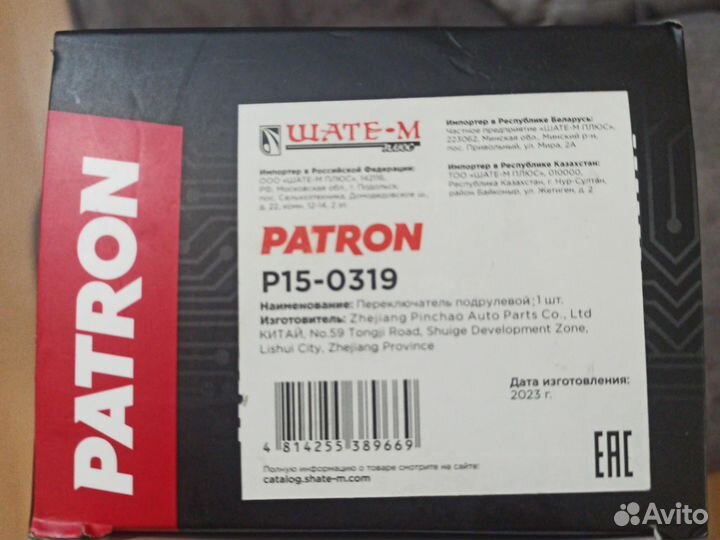 PATRON
ШАТЕ-М
ПЛЮС
Импортер в Российской Федерации:
ООО «ШАТЕ-М ПЛЮС», 142116,
РФ, Московская обл., г. Подольск,
пос. Сельхозтехника, Домодедовское ш.,
д. 22, комн. 12-14, 2 эт.
Импортер в Республике Беларусь:
Частное предприятие «ШАТЕ-М ПЛЮС»,
223062, Минская обл., Минский р-н,
пос. Привольный, ул. Мира, 2А
Импортер в Республике Казахстан:
ТОО «ШАТЕ-М ПЛЮС», 010000,
Республика Казахстан, г. Нур-Султан,
район Байконыр, ул. Жетиген, д. 2
PATRON
P15-0319
Наименование: Переключатель подрулевой; 1 шт.
Изготовитель: Zhejiang Pinchao Auto Parts Co., Ltd
КИТАЙ, No.59 Tongji Road, Shuige Development Zone,
Lishui City, Zhejiang Province
Дата изготовления:
2023 г.
4 814255 389669
Полную информацию о товаре смотрите на сайте:
catalog.shate-m.com
EAC
Avito